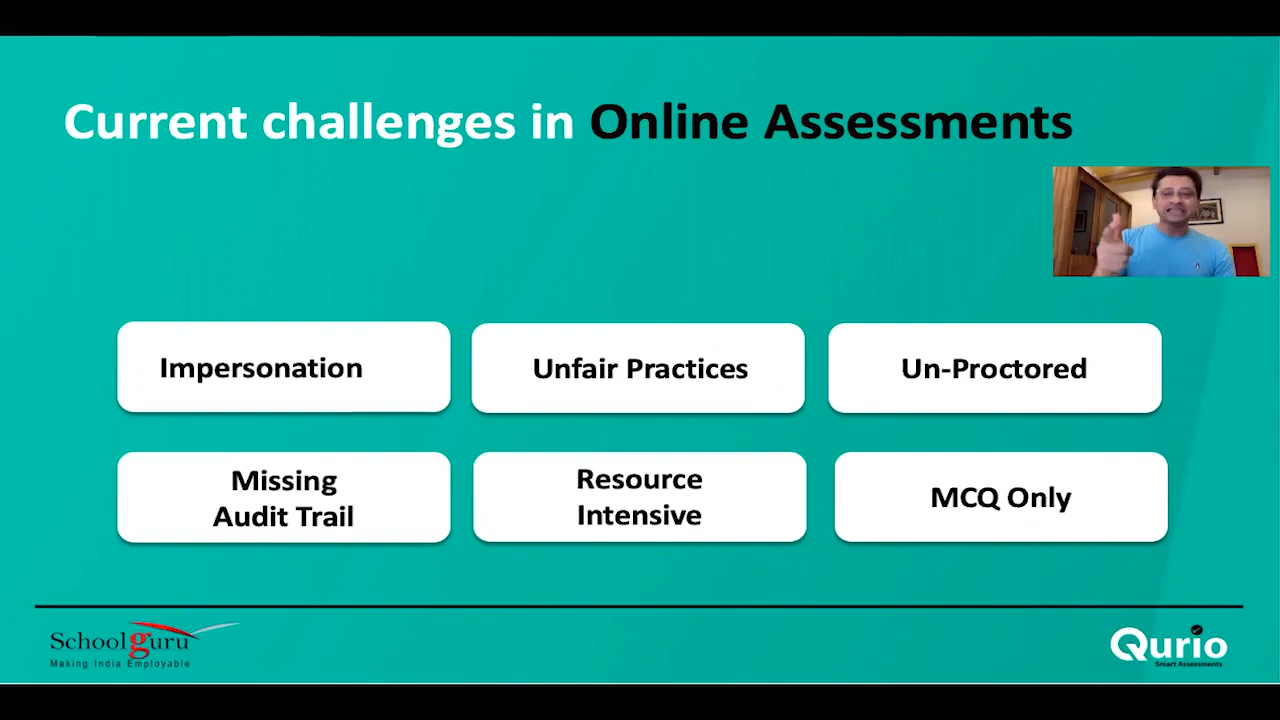 Current challenges in Online Assessments
Impersonation
Unfair Practices
Un-Proctored
Missing
Audit Trail
Resource
Intensive
MCQ Only
Schoolguru
Making India Employable
Qurio
Smart Assessments